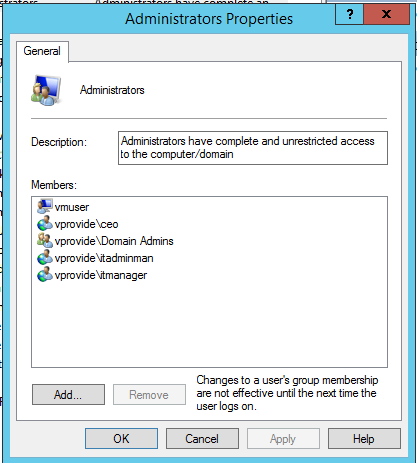 Administrators have complete an
Administrators Properties
?
x
General
Administrators
Description:
Administrators have complete and unrestricted access
to the computer/domain
Members:
vmuser
vprovide\ceo
vprovide\Domain Admins
vprovide\itadminman
vprovide\itmanager
Add...
Remove
Changes to a user's group membership
are not effective until the next time the
user logs on.
OK
Cancel
Apply
Help